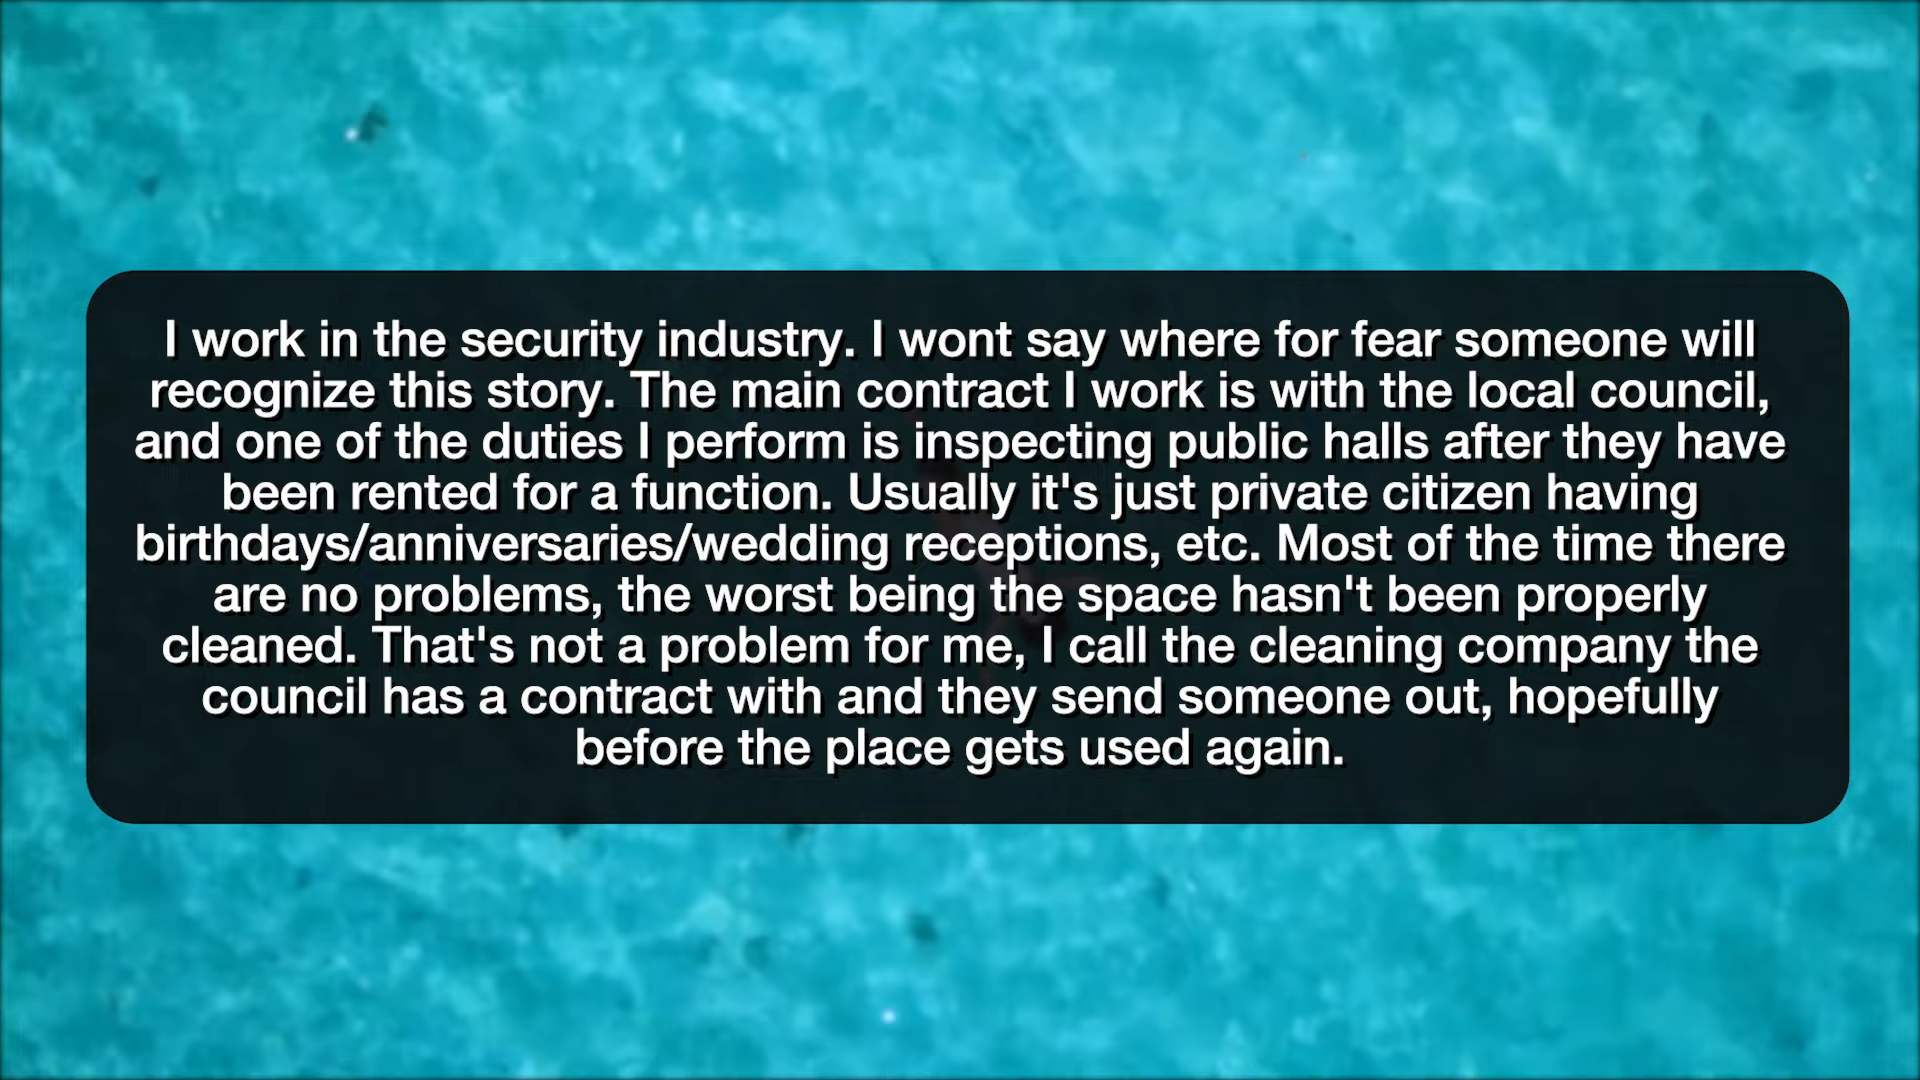 I work in the security industry. I wont say where for fear someone will
recognize this story. The main contract I work is with the local council,
and one of the duties I perform is inspecting public halls after they have
been rented for a function. Usually it's just private citizen having
birthdays/anniversaries/wedding receptions, etc. Most of the time there
are no problems, the worst being the space hasn't been properly
cleaned. That's not a problem for me, I call the cleaning company the
council has a contract with and they send someone out, hopefully
before the place gets used again.